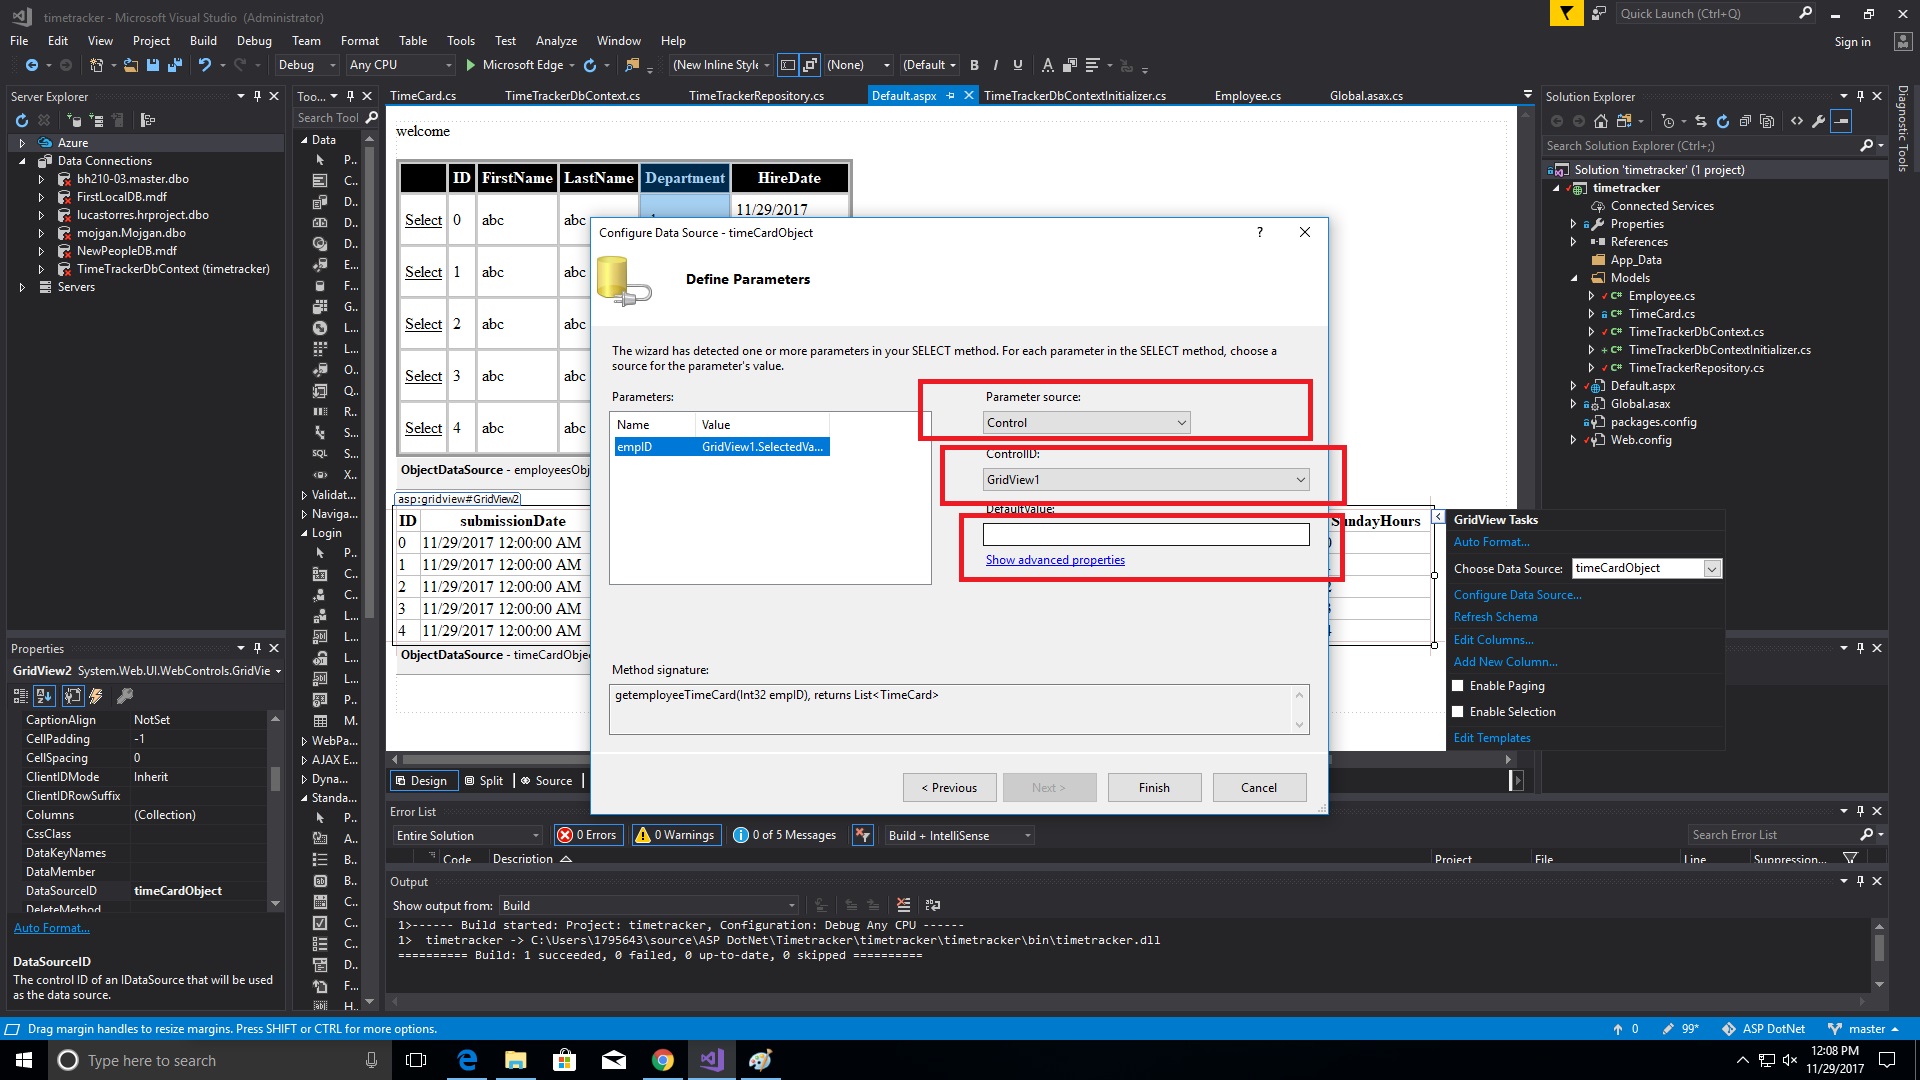 timetracker - Microsoft Visual Studio (Administrator)
Quick Launch (Ctrl+Q)
File Edit View Project Build Debug Team Format Table Tools Test Analyze Window Help
Sign in
Debug Any CPU Microsoft Edge (New Inline Style (None) (Default B I U A
Server Explorer
Azure
Data Connections
bh210-03.master.dbo
FirstLocalDB.mdf
lucastorres.hrproject.dbo
mojgan.Mojgan.dbo
NewPeopleDB.mdf
TimeTrackerDbContext (timetracker)
Servers
Too...
Search Tool
Data
P..
C..
D..
D..
D..
E..
F..
G..
L..
L..
O..
Q..
R..
S..
SQL S..
X..
Validat..
Naviga..
Login
P..
C..
C..
L..
L..
L..
L..
P..
M..
WebPa...
AJAX E...
Dyna...
Standa...
P..
A..
B..
B..
C..
C..
C..
D..
F..
H..
TimeCard.cs TimeTrackerDbContext.cs TimeTrackerRepository.cs Default.aspx TimeTrackerDbContextInitializer.cs Employee.cs Global.asax.cs
welcome
ID FirstName LastName Department HireDate
Select 0 abc abc 11/29/2017
Select 1 abc abc
Select 2 abc abc
Select 3 abc abc
Select 4 abc abc
ObjectDataSource - employeesObj
asp:gridview#GridView2
ID submissionDate SundayHours
0 11/29/2017 12:00:00 AM
1 11/29/2017 12:00:00 AM
2 11/29/2017 12:00:00 AM
3 11/29/2017 12:00:00 AM
4 11/29/2017 12:00:00 AM
ObjectDataSource - timeCardObjec
Design Split Source
Configure Data Source - timeCardObject
?
Define Parameters
The wizard has detected one or more parameters in your SELECT method. For each parameter in the SELECT method, choose a
source for the parameter's value.
Parameters:
Name Value
empID GridView1.SelectedVa...
Parameter source:
Control
ControlID:
GridView1
DefaultValue:
Show advanced properties
Method signature:
getemployeeTimeCard(Int32 empID), returns List<TimeCard>
< Previous Next > Finish Cancel
GridView Tasks
Auto Format...
Choose Data Source: timeCardObject
Configure Data Source...
Refresh Schema
Edit Columns...
Add New Column...
Enable Paging
Enable Selection
Edit Templates
Solution Explorer
Search Solution Explorer (Ctrl+;)
Solution 'timetracker' (1 project)
timetracker
Connected Services
Properties
References
App_Data
Models
C# Employee.cs
C# TimeCard.cs
C# TimeTrackerDbContext.cs
C# TimeTrackerDbContextInitializer.cs
C# TimeTrackerRepository.cs
Default.aspx
Global.asax
packages.config
Web.config
Diagnostic Tools
Properties
GridView2 System.Web.UI.WebControls.GridVie
CaptionAlign NotSet
CellPadding -1
CellSpacing 0
ClientIDMode Inherit
ClientIDRowSuffix
Columns (Collection)
CssClass
DataKeyNames
DataMember
DataSourceID timeCardObject
DeleteMethod
Auto Format...
DataSourceID
The control ID of an IDataSource that will be used
as the data source.
Error List
Entire Solution 0 Errors 0 Warnings 0 of 5 Messages Build + IntelliSense Search Error List
Code Description Project File Line Suppression...
Output
Show output from: Build
1>------ Build started: Project: timetracker, Configuration: Debug Any CPU ------
1>  timetracker -> C:\Users\1795643\source\ASP DotNet\Timetracker\timetracker\timetracker\bin\timetracker.dll
========== Build: 1 succeeded, 0 failed, 0 up-to-date, 0 skipped ==========
Drag margin handles to resize margins. Press SHIFT or CTRL for more options.
0 99* ASP DotNet master
Type here to search
12:08 PM
11/29/2017